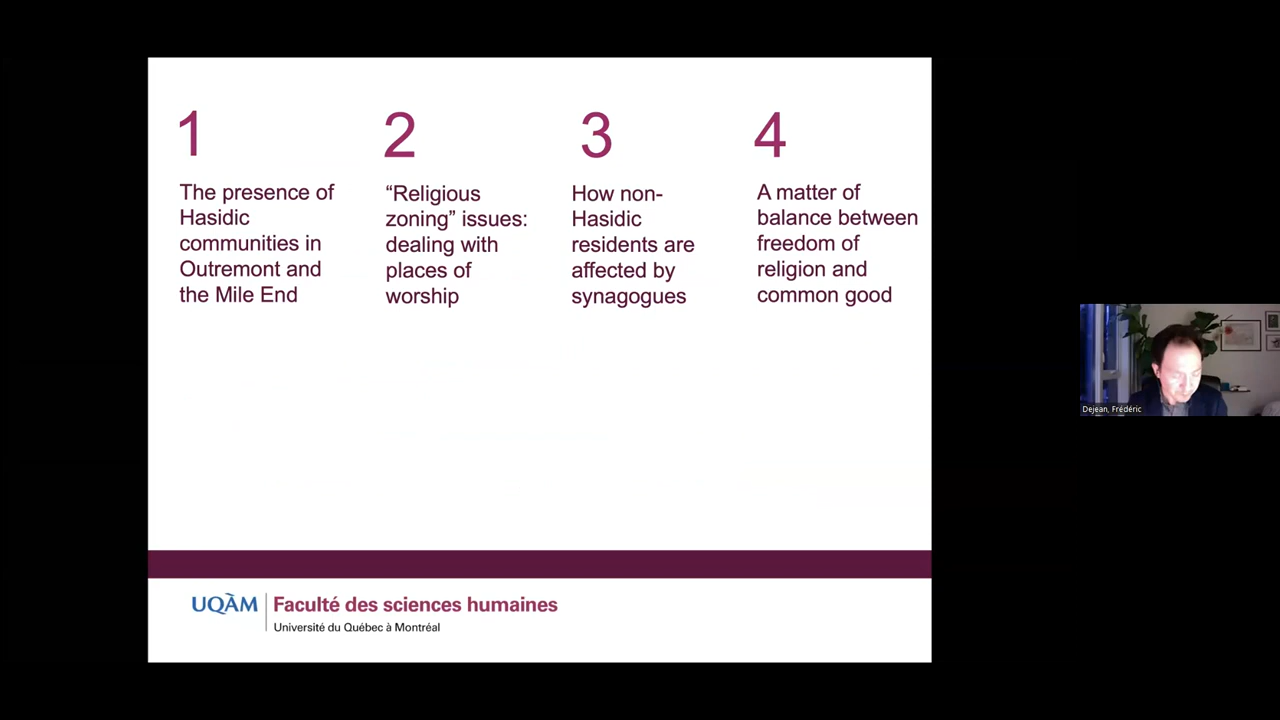 1
The presence of
Hasidic
communities in
Outremont and
the Mile End
2
“Religious
zoning” issues:
dealing with
places of
worship
3
How non-
Hasidic
residents are
affected by
synagogues
4
A matter of
balance between
freedom of
religion and
common good
UQÀM
Faculté des sciences humaines
Université du Québec à Montréal
Dejean, Frédéric